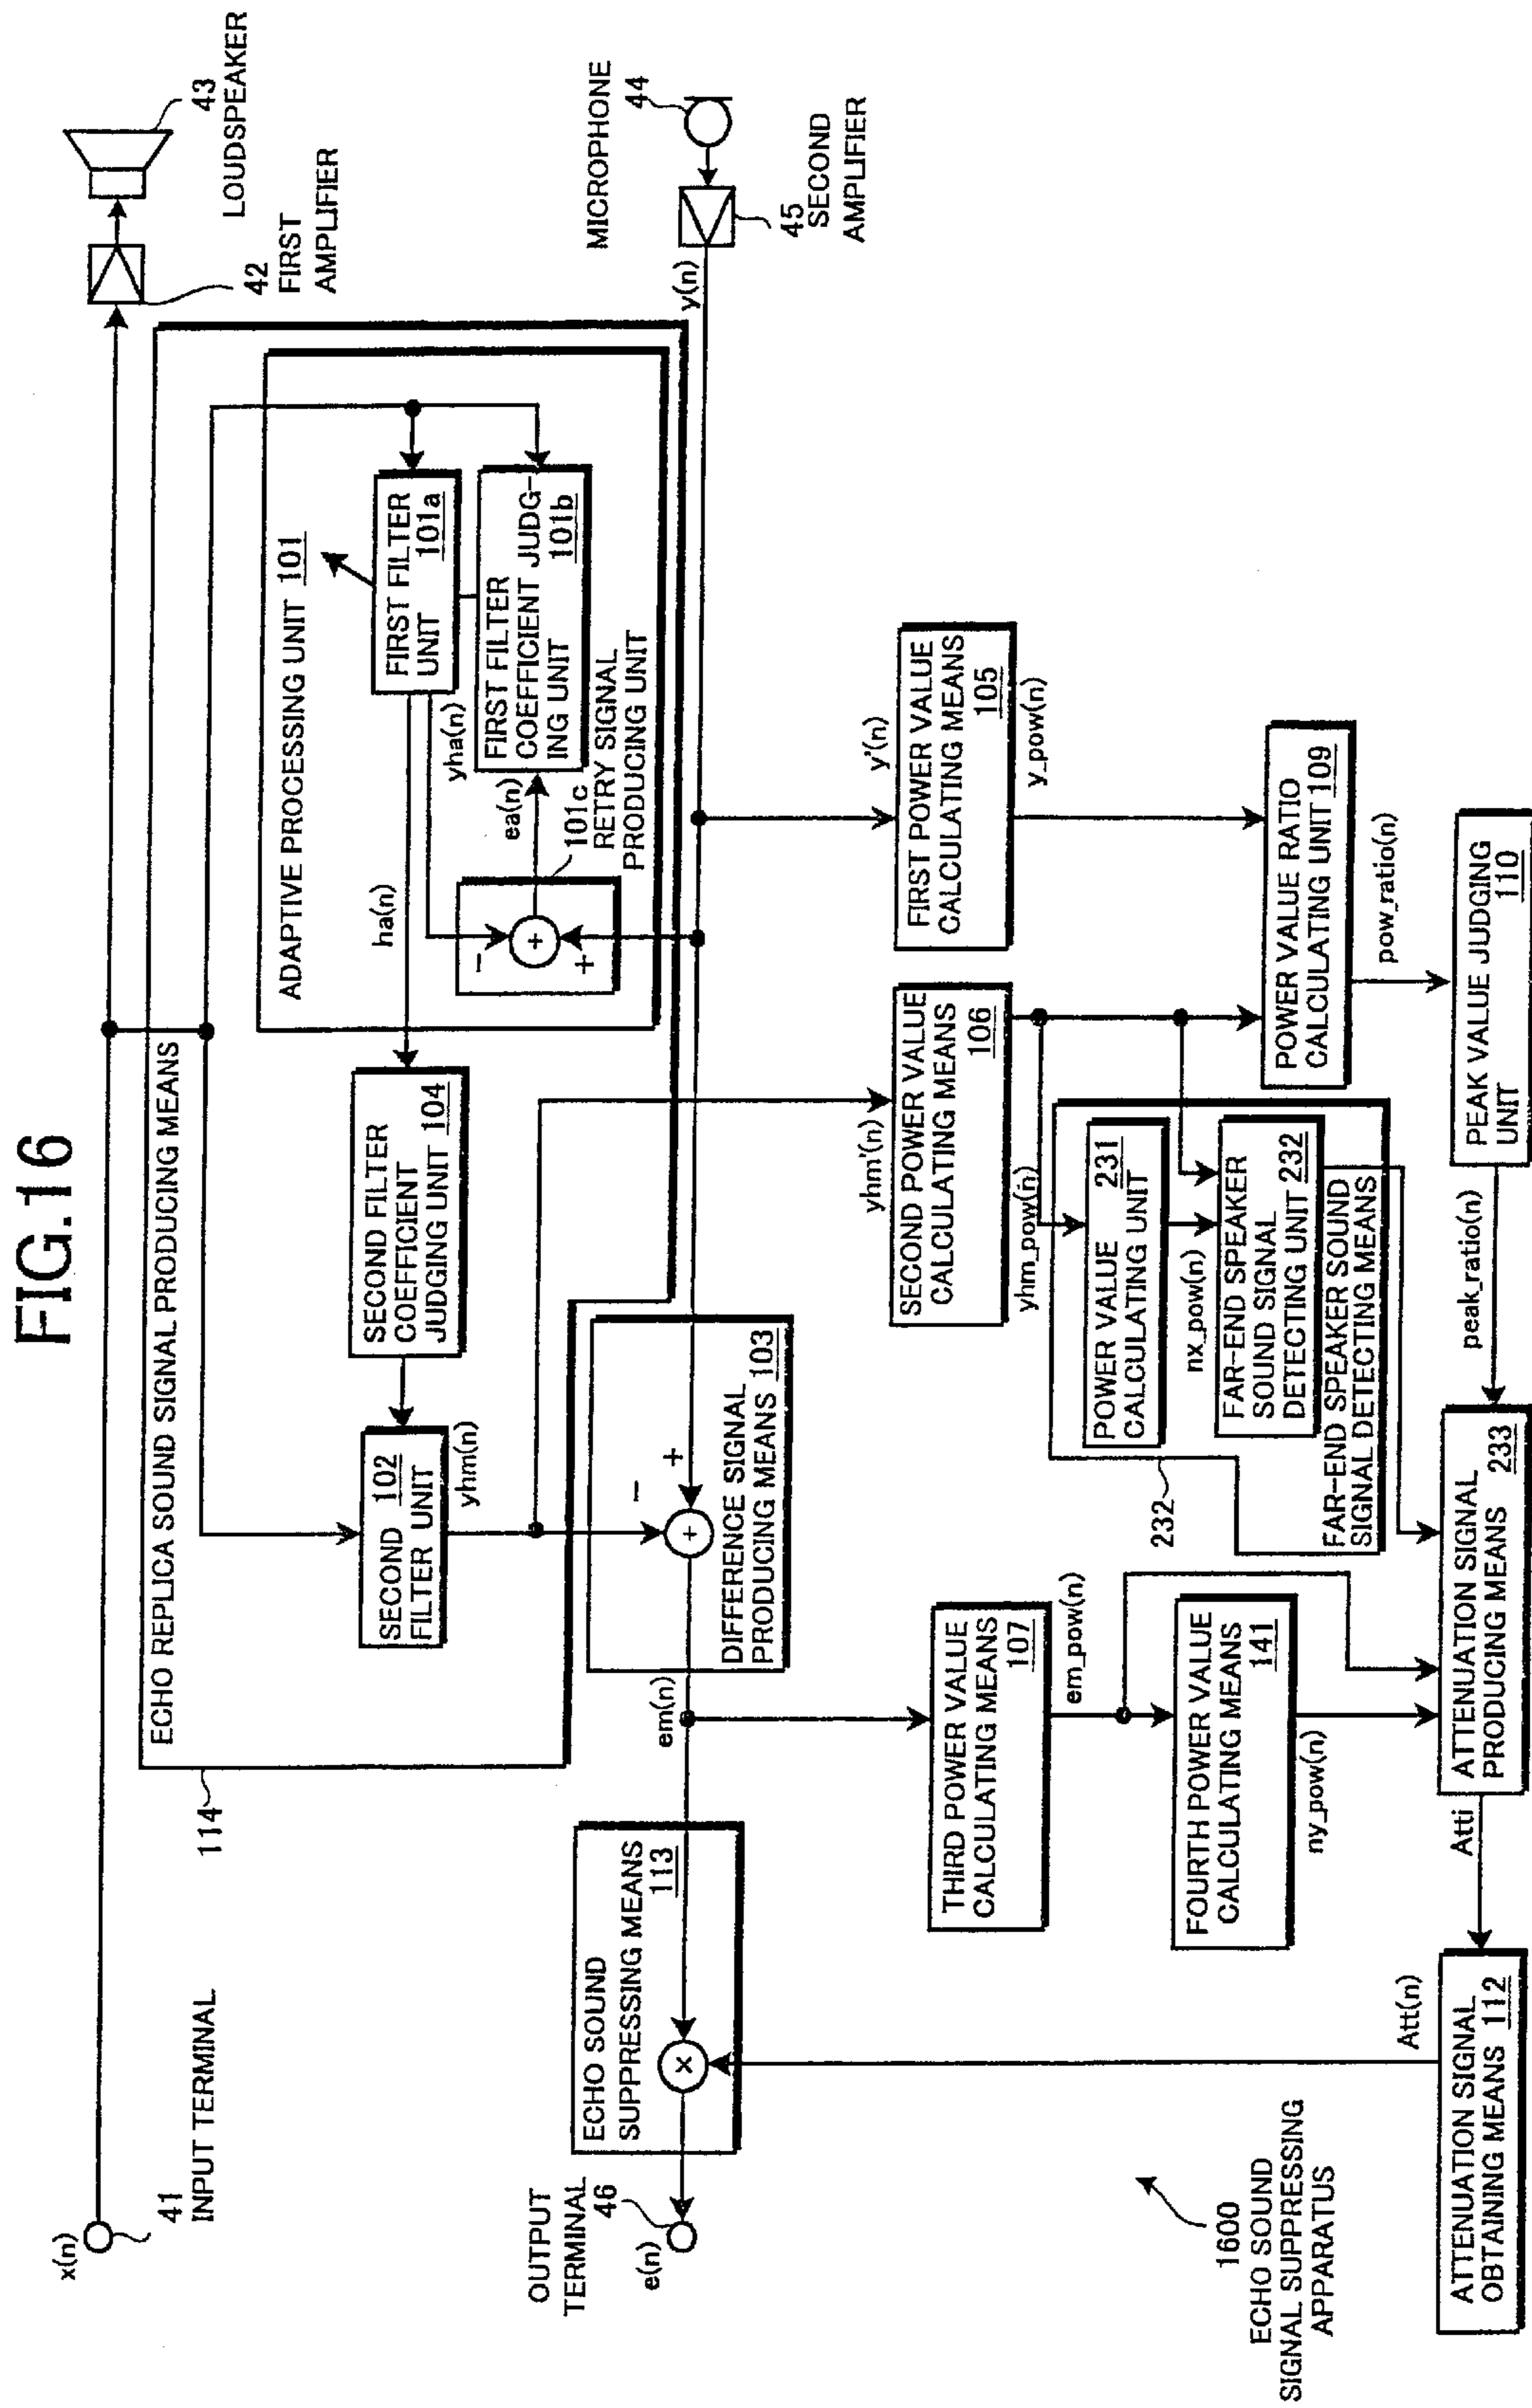 FIG.16
x(n)
41
INPUT TERMINAL
42
FIRST
AMPLIFIER
43
LOUDSPEAKER
114
ECHO REPLICA SOUND SIGNAL PRODUCING MEANS
ADAPTIVE PROCESSING UNIT 101
FIRST FILTER
UNIT 101a
ha(n)
yha(n)
FIRST FILTER
COEFFICIENT JUDG-
ING UNIT 101b
ea(n)
101c
RETRY SIGNAL
PRODUCING UNIT
-
+
+
SECOND FILTER
COEFFICIENT
JUDGING UNIT 104
SECOND 102
FILTER UNIT
yhm(n)
MICROPHONE
44
45
SECOND
AMPLIFIER
y(n)
-
+
+
DIFFERENCE SIGNAL
PRODUCING MEANS 103
em(n)
ECHO SOUND
SUPPRESSING MEANS
113
×
OUTPUT
TERMINAL
46
e(n)
y'(n)
FIRST POWER VALUE
CALCULATING MEANS
105
y_pow(n)
yhm'(n)
SECOND POWER VALUE
CALCULATING MEANS
106
yhm_pow(n)
POWER VALUE 231
CALCULATING UNIT
nx_pow(n)
FAR-END SPEAKER
SOUND SIGNAL
DETECTING UNIT 232
FAR-END SPEAKER SOUND
SIGNAL DETECTING MEANS
232
POWER VALUE RATIO
CALCULATING UNIT 109
pow_ratio(n)
PEAK VALUE JUDGING
UNIT 110
peak_ratio(n)
THIRD POWER VALUE
CALCULATING MEANS
107
em_pow(n)
FOURTH POWER VALUE
CALCULATING MEANS
141
ny_pow(n)
ATTENUATION SIGNAL
PRODUCING MEANS 233
Atti
ATTENUATION SIGNAL
OBTAINING MEANS 112
Att(n)
1600
ECHO SOUND
SIGNAL SUPPRESSING
APPARATUS